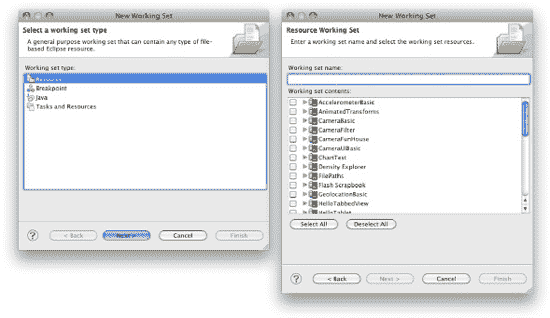 New Working Set
Select a working set type
A general purpose working set that can contain any type of file-
based Eclipse resource.
Working set type:
Resource
Breakpoint
Java
Tasks and Resources
?
< Back
Next >
Cancel
Finish
New Working Set
Resource Working Set
Enter a working set name and select the working set resources.
Working set name:
Working set contents:
AccelerometerBasic
AnimatedTransforms
CameraBasic
CameraFilter
CameraFunHouse
CameraUIBasic
ChartTest
Density Explorer
FilePaths
Flash Scrapbook
GeolocationBasic
HelloTabbedView
HelloTablet
Select All
Deselect All
?
< Back
Next >
Cancel
Finish